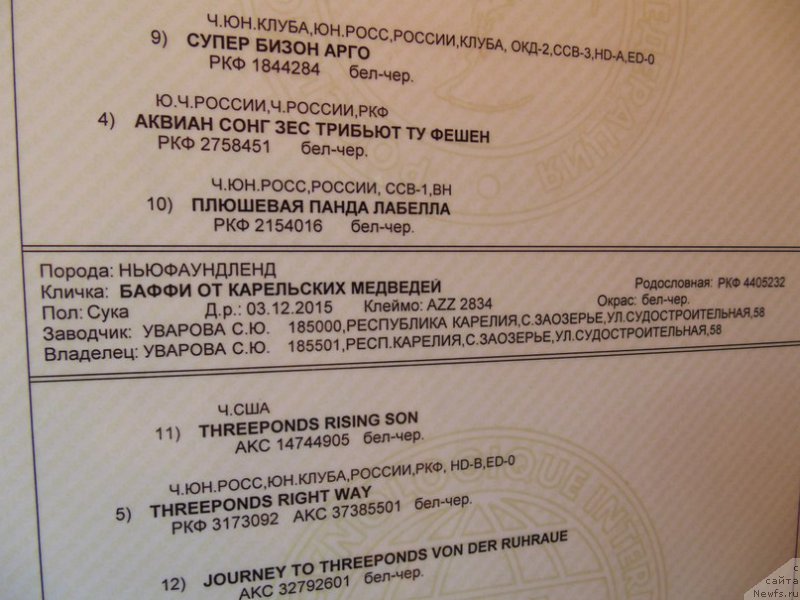 Ч.ЮН.КЛУБА,ЮН.РОСС,РОССИИ,КЛУБА, ОКД-2,ССВ-3,HD-A,ED-0
9) СУПЕР БИЗОН АРГО
РКФ 1844284 бел-чер.
Ю.Ч.РОССИИ,Ч.РОССИИ,РКФ
4) АКВИАН СОНГ ЗЕС ТРИБЬЮТ ТУ ФЕШЕН
РКФ 2758451 бел-чер.
Ч.ЮН.РОСС,РОССИИ, ССВ-1,ВН
10) ПЛЮШЕВАЯ ПАНДА ЛАБЕЛЛА
РКФ 2154016 бел-чер.
Порода: НЬЮФАУНДЛЕНД
Кличка: БАФФИ ОТ КАРЕЛЬСКИХ МЕДВЕДЕЙ Родословная: РКФ 4405232
Пол: Сука Д.р.: 03.12.2015 Клеймо: AZZ 2834 Окрас: бел-чер.
Заводчик: УВАРОВА С.Ю. 185000,РЕСПУБЛИКА КАРЕЛИЯ,С.ЗАОЗЕРЬЕ,УЛ.СУДОСТРОИТЕЛЬНАЯ,58
Владелец: УВАРОВА С.Ю. 185501,РЕСП.КАРЕЛИЯ,С.ЗАОЗЕРЬЕ,УЛ.СУДОСТРОИТЕЛЬНАЯ,58
Ч.США
11) THREEPONDS RISING SON
AKC 14744905 бел-чер.
Ч.ЮН.РОСС,ЮН.КЛУБА,РОССИИ,РКФ, HD-B,ED-0
5) THREEPONDS RIGHT WAY
РКФ 3173092 AKC 37385501 бел-чер.
12) JOURNEY TO THREEPONDS VON DER RUHRAUE
AKC 32792601 бел-чер.
с
сайта
Newfs.ru